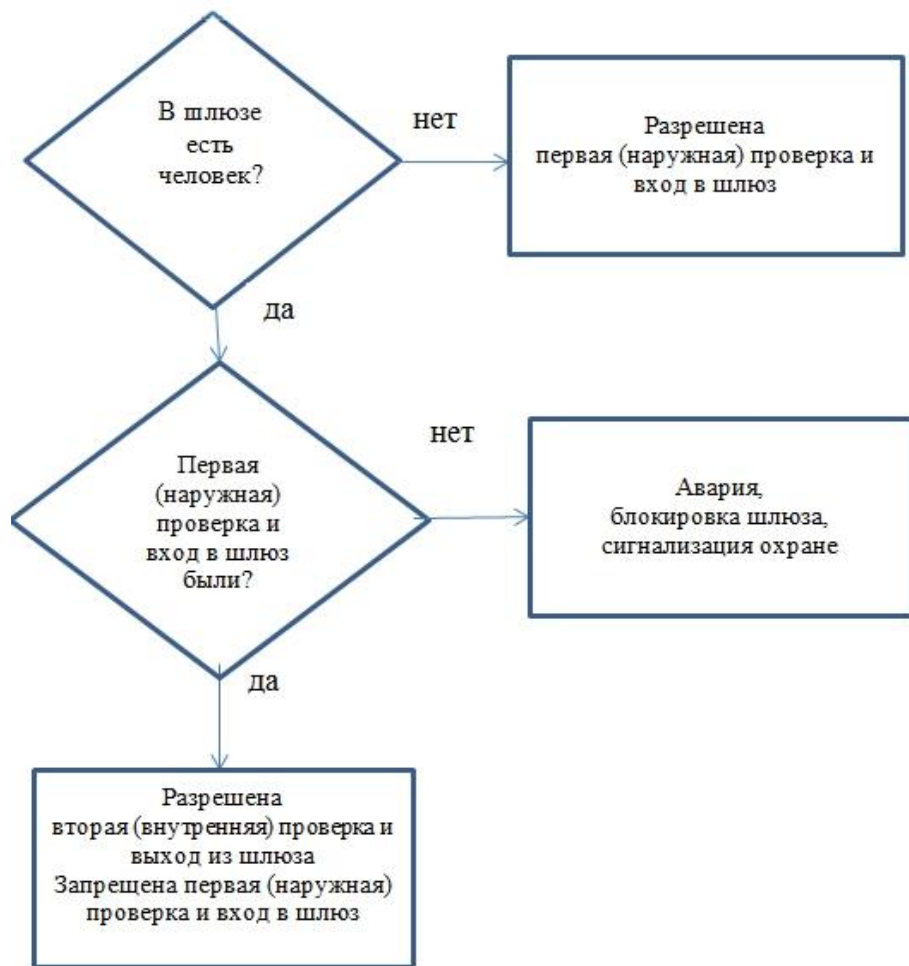 В шлюзе
есть
человек?
нет
Разрешена
первая (наружная) проверка и
вход в шлюз
да
Первая
(наружная)
проверка и
вход в шлюз
были?
нет
Авария,
блокировка шлюза,
сигнализация охране
да
Разрешена
вторая (внутренняя) проверка и
выход из шлюза
Запрещена первая (наружная)
проверка и вход в шлюз